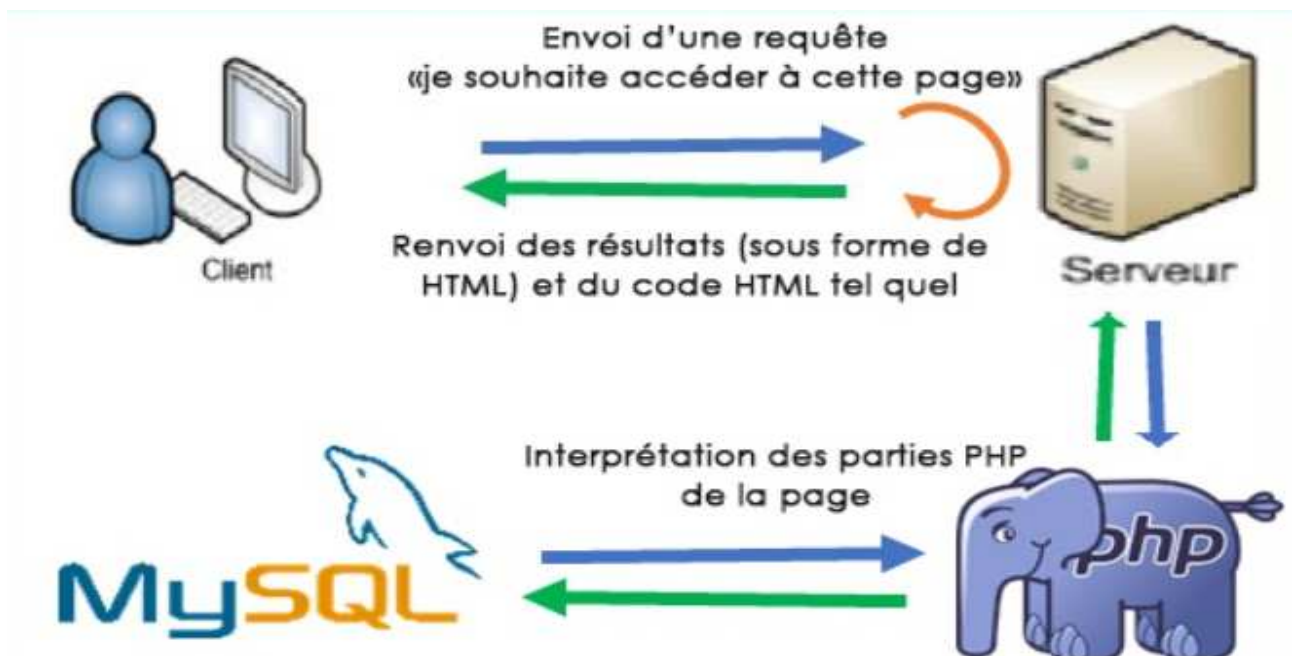 Envoi d'une requête
«je souhaite accéder à cette page»
Client
Renvoi des résultats (sous forme de
HTML) et du code HTML tel quel
Serveur
Interprétation des parties PHP
de la page
MySQL
php